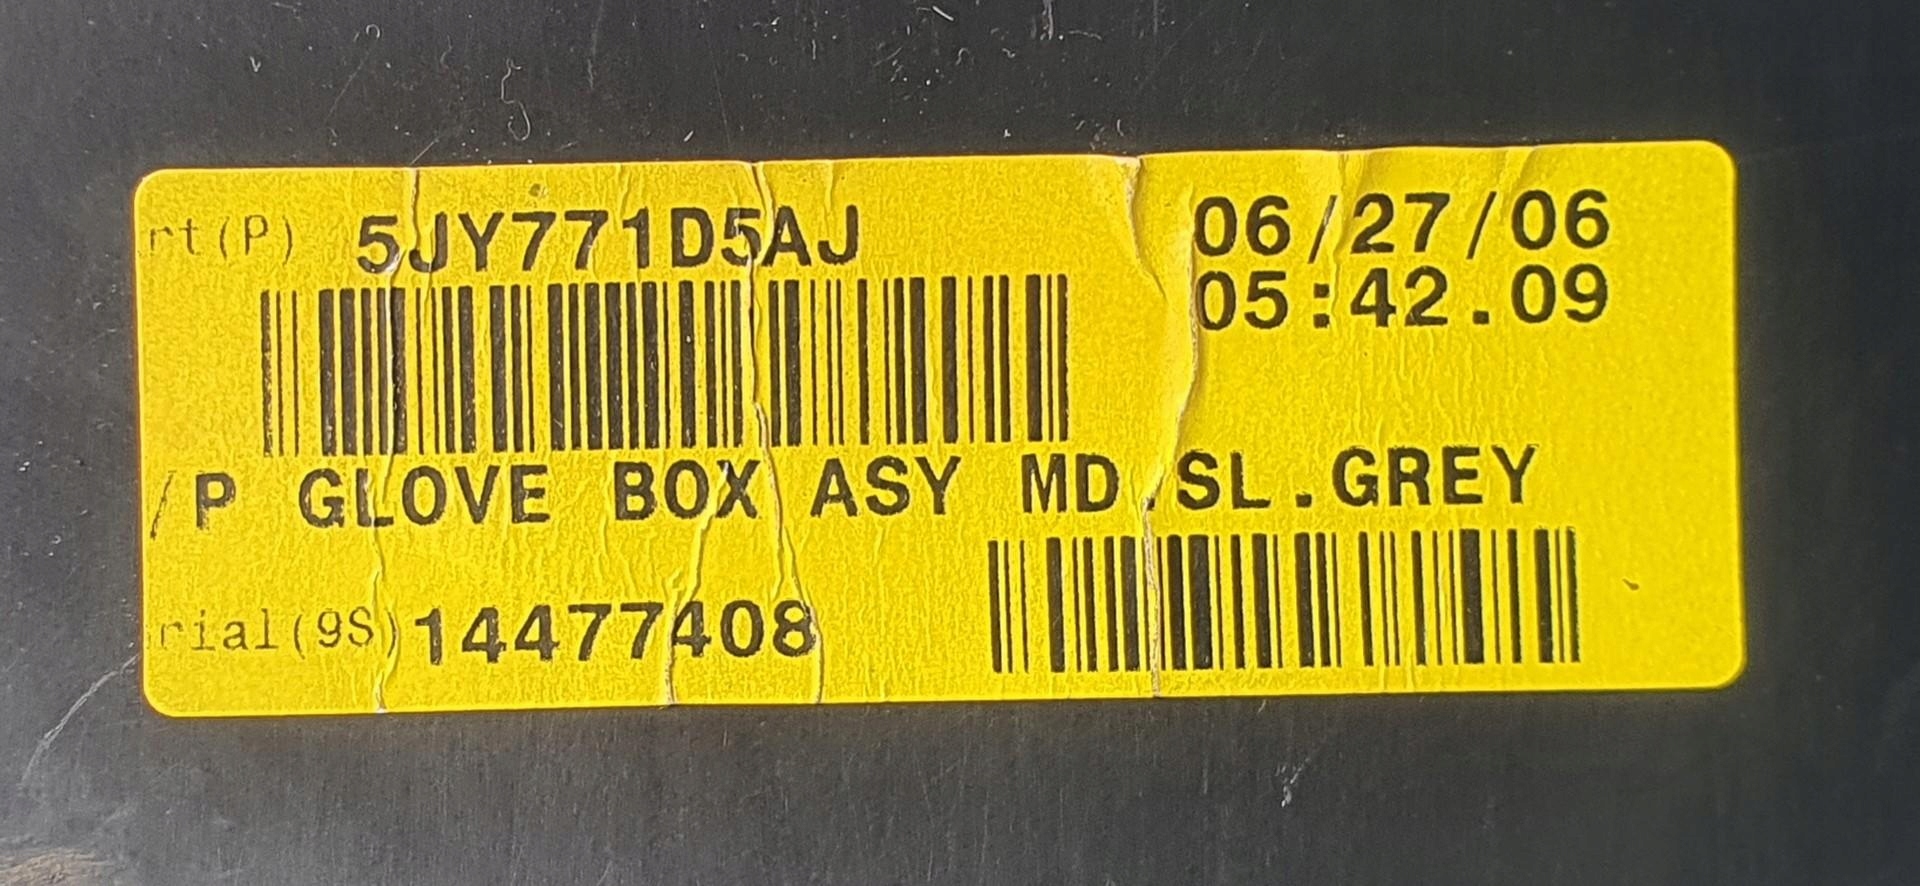 rt(P) 5JY771D5AJ 06/27/06
05:42.09
/P GLOVE BOX ASY MD.SL.GREY
rial(9S) 14477408